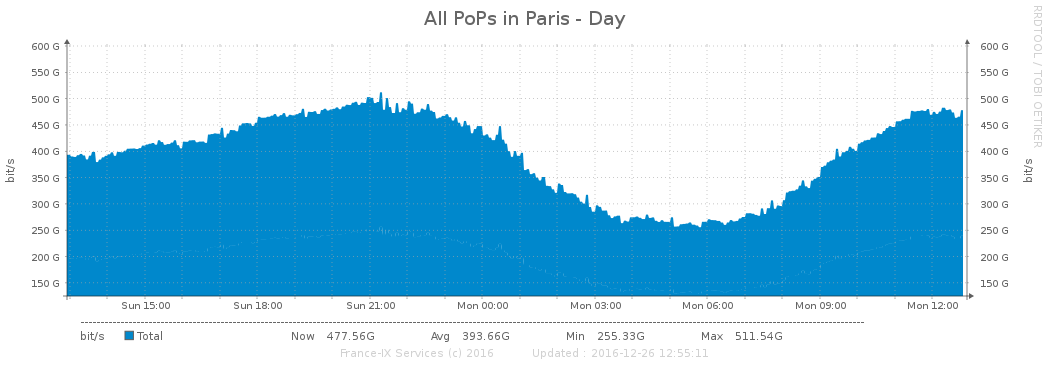 All PoPs in Paris - Day
RRDTOOL / TOBI OETIKER
600 G 600 G
550 G 550 G
500 G 500 G
450 G 450 G
400 G 400 G
350 G 350 G
300 G 300 G
250 G 250 G
200 G 200 G
150 G 150 G
bit/s bit/s
Sun 15:00 Sun 18:00 Sun 21:00 Mon 00:00 Mon 03:00 Mon 06:00 Mon 09:00 Mon 12:00
bit/s Total Now 477.56G Avg 393.66G Min 255.33G Max 511.54G
France-IX Services (c) 2016 Updated : 2016-12-26 12:55:11